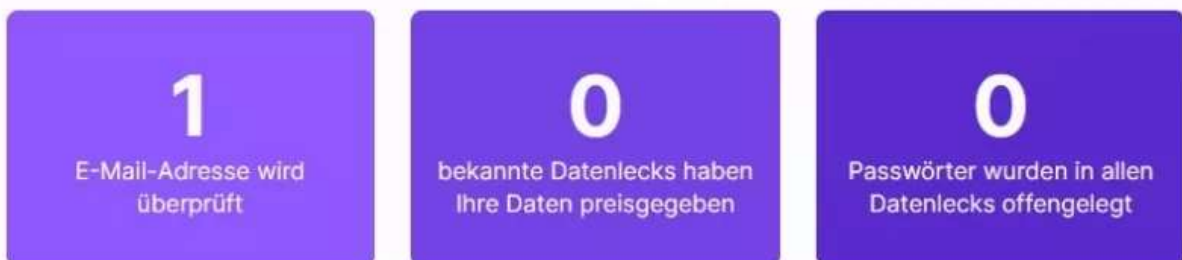 1
E-Mail-Adresse wird
überprüft
0
bekannte Datenlecks haben
Ihre Daten preisgegeben
0
Passwörter wurden in allen
Datenlecks offengelegt